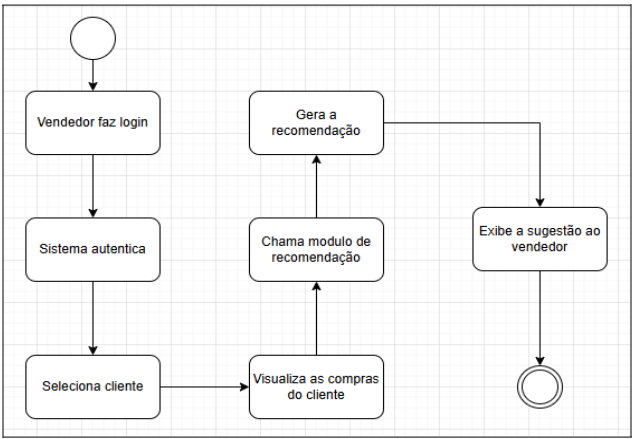 Vendedor faz login
Sistema autentica
Seleciona cliente
Visualiza as compras
do cliente
Chama modulo de
recomendação
Gera a
recomendação
Exibe a sugestão ao
vendedor